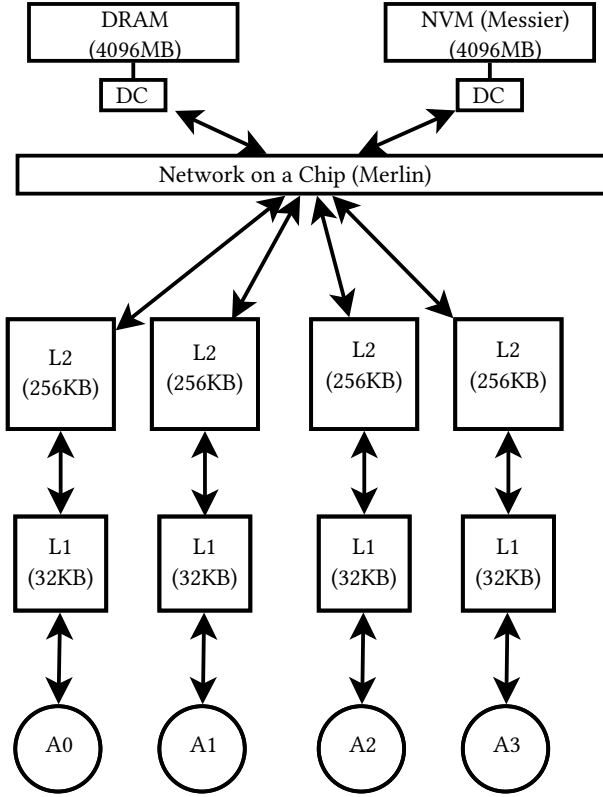 DRAM
(4096MB)
NVM (Messier)
(4096MB)
DC
DC
Network on a Chip (Merlin)
L2
(256KB)
L2
(256KB)
L2
(256KB)
L2
(256KB)
L1
(32KB)
L1
(32KB)
L1
(32KB)
L1
(32KB)
A0
A1
A2
A3